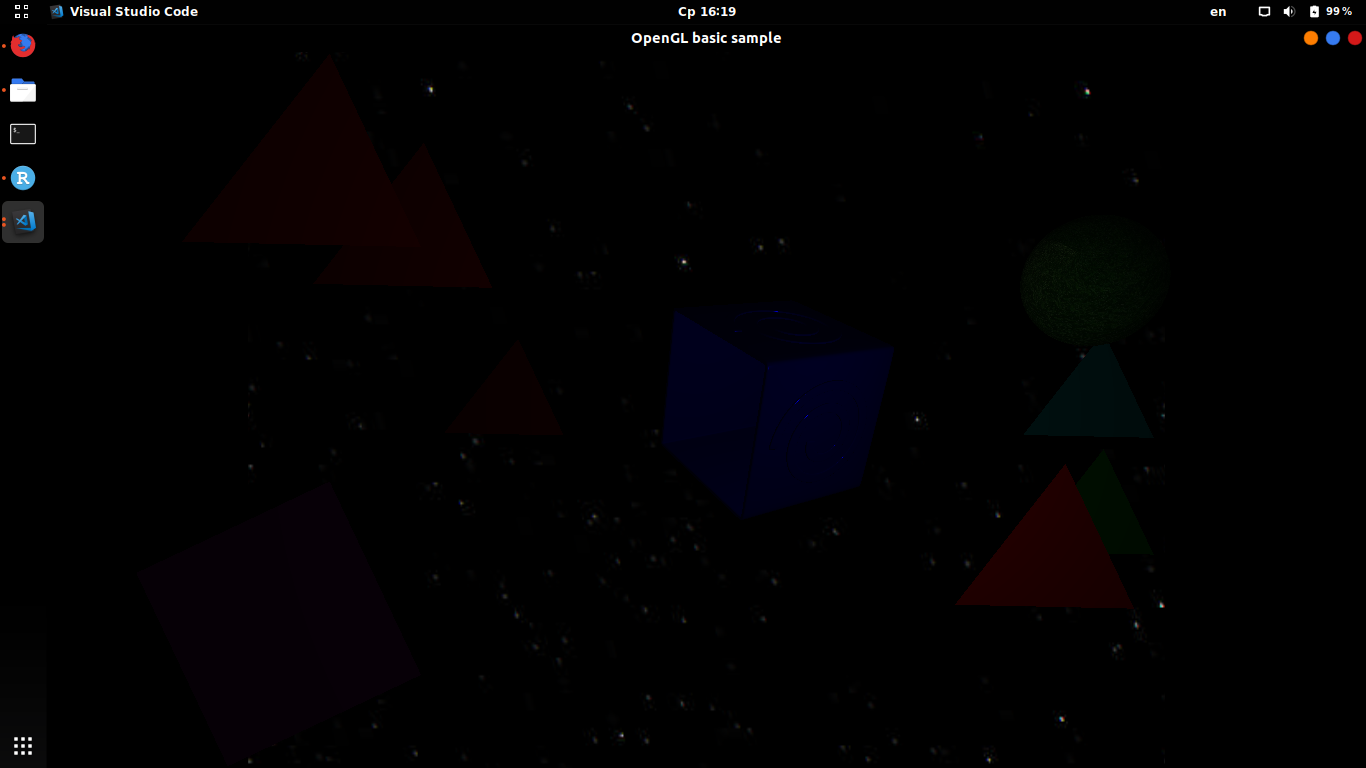 Visual Studio Code
Ср 16:19
en
99 %
OpenGL basic sample
$_
R